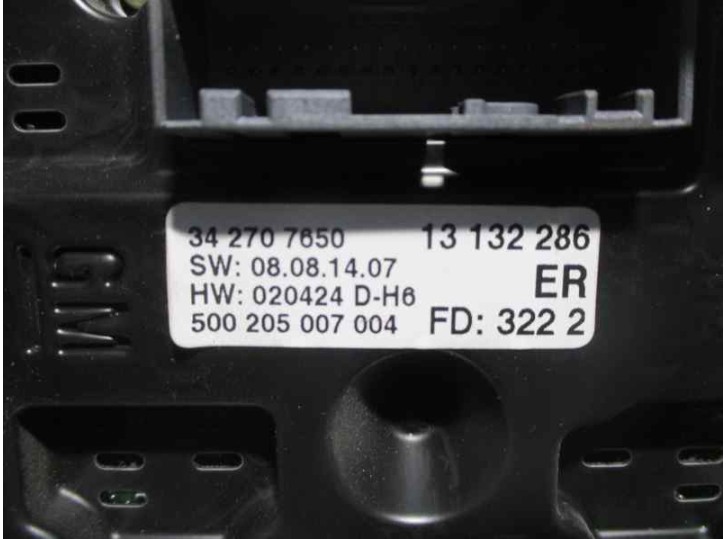 34 270 7650 13 132 286
SW: 08.08.14.07 ER
HW: 020424 D-H6
500 205 007 004 FD: 322 2
GM